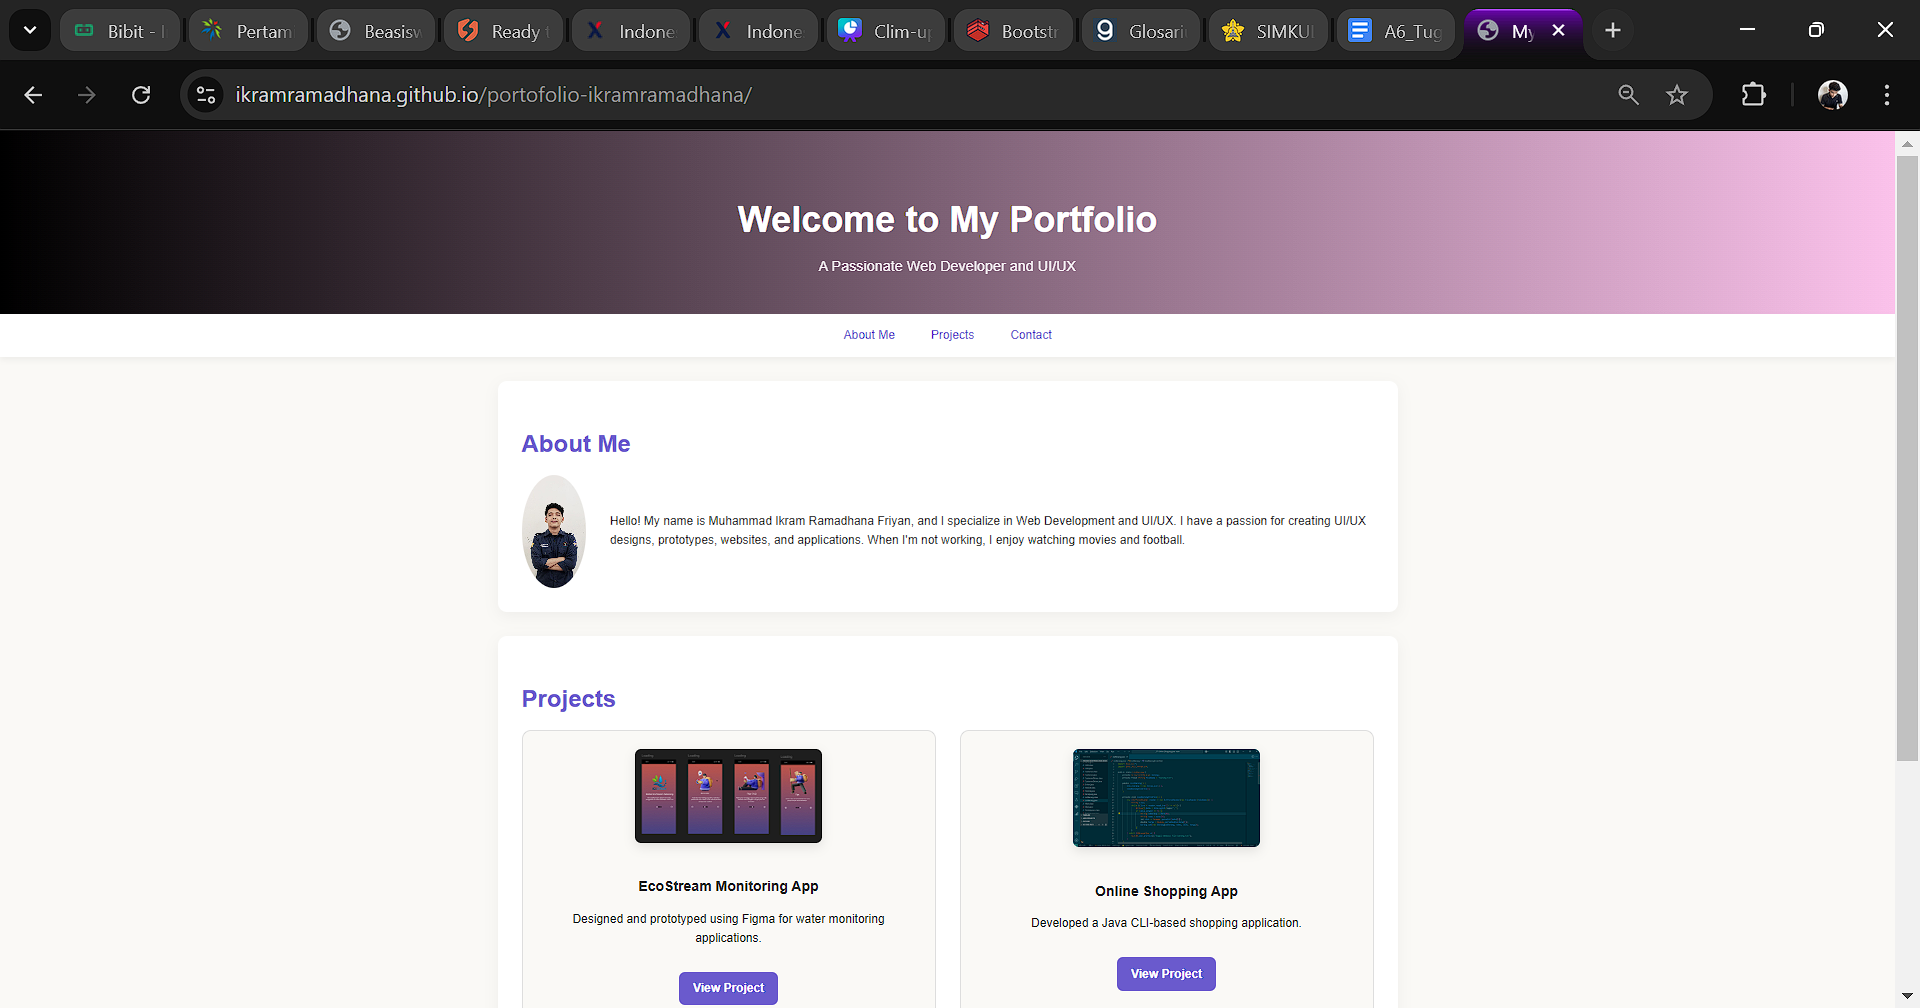 Bibit -
Pertam
Beasisw
Ready
Indone
Indone
Clim-u
Bootst
Glosari
SIMKU
A6_Tug
My
ikramramadhana.github.io/portofolio-ikramramadhana/
Welcome to My Portfolio
A Passionate Web Developer and UI/UX
About Me
Projects
Contact
About Me
Hello! My name is Muhammad Ikram Ramadhana Friyan, and I specialize in Web Development and UI/UX. I have a passion for creating UI/UX
designs, prototypes, websites, and applications. When I'm not working, I enjoy watching movies and football.
Projects
EcoStream Monitoring App
Designed and prototyped using Figma for water monitoring
applications.
View Project
Online Shopping App
Developed a Java CLI-based shopping application.
View Project